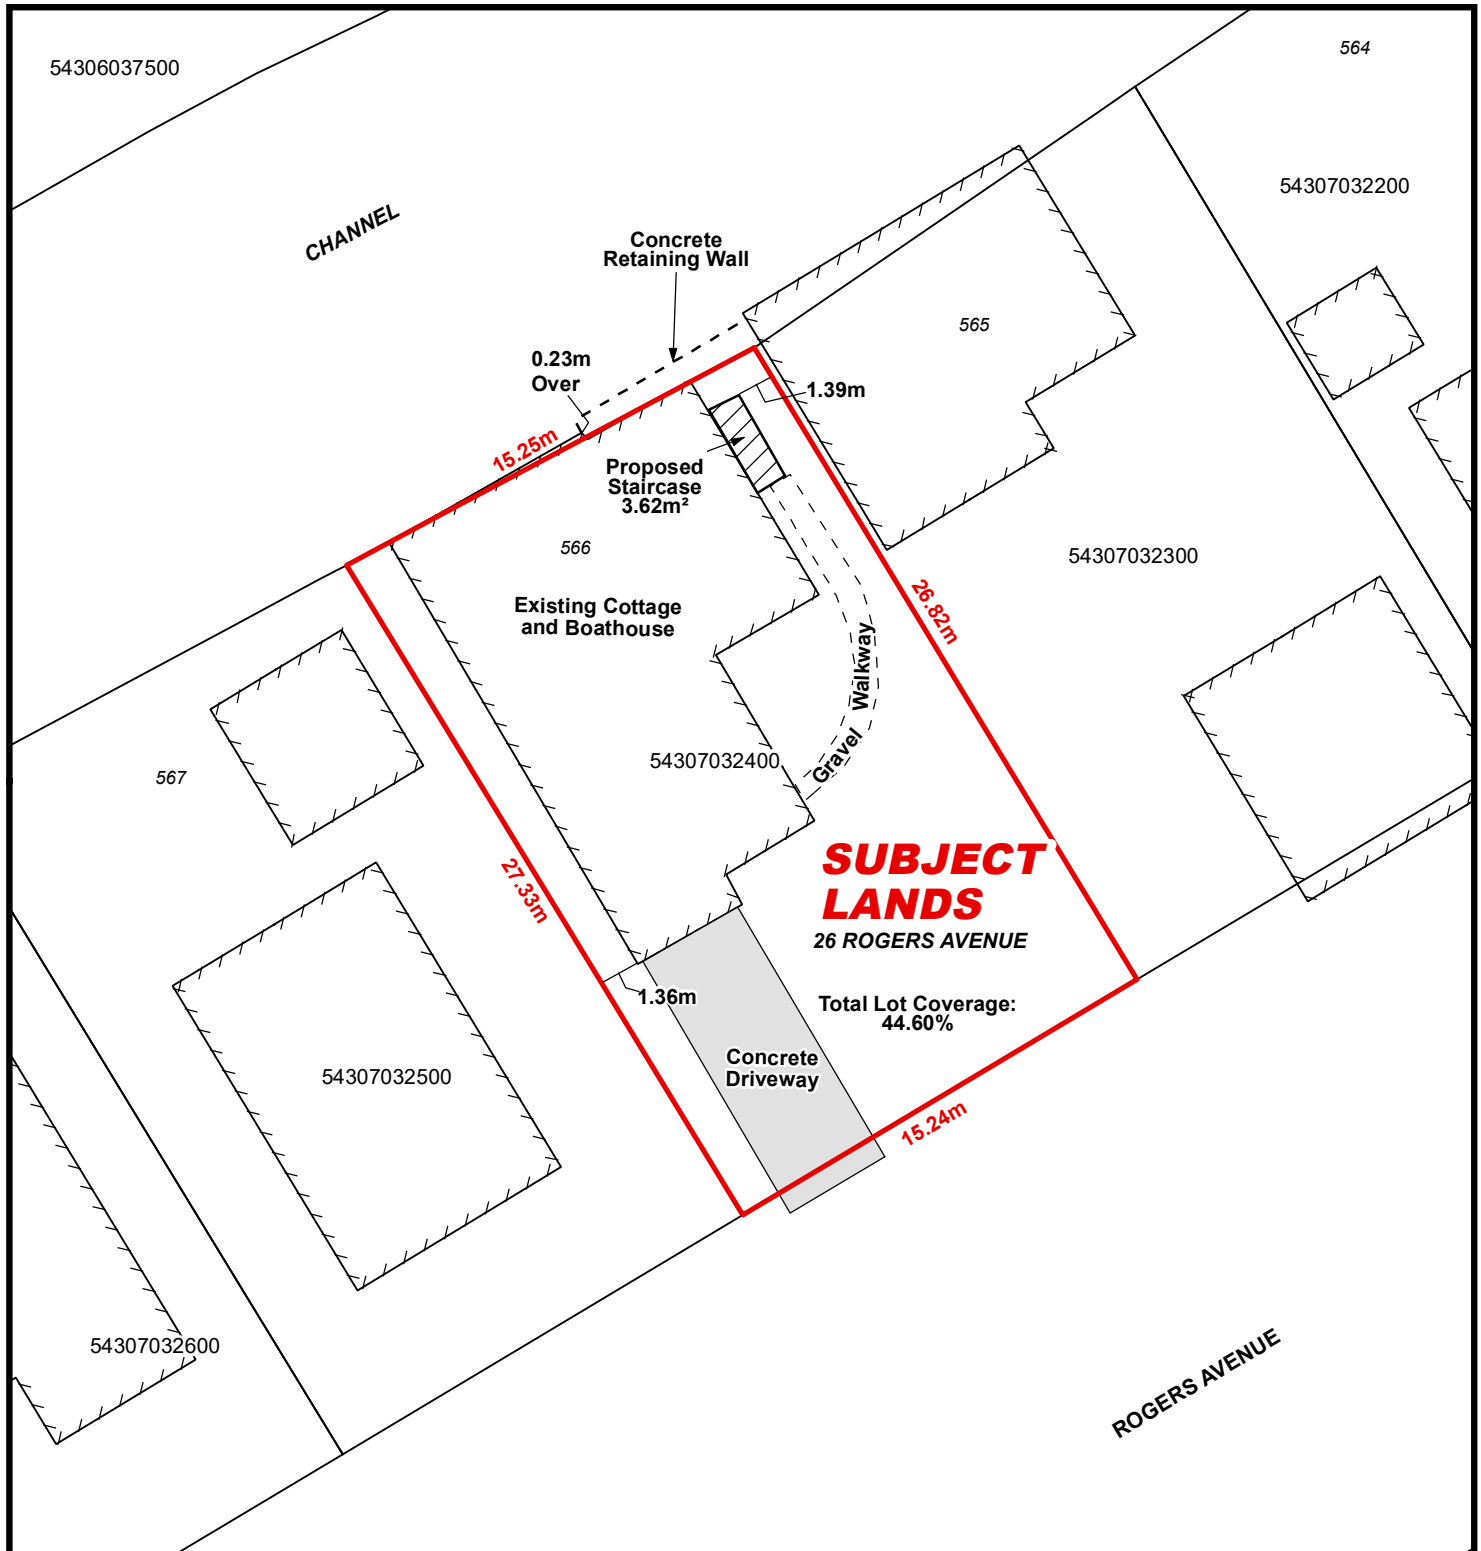 54306037500
564
54307032200
CHANNEL
Concrete
Retaining Wall
565
0.23m
Over
1.39m
15.25m
Proposed
Staircase
3.62m²
566
54307032300
Existing Cottage
and Boathouse
26.82m
Gravel Walkway
54307032400
567
SUBJECT
LANDS
26 ROGERS AVENUE
27.33m
1.36m
Total Lot Coverage:
44.60%
Concrete
Driveway
54307032500
15.24m
54307032600
ROGERS AVENUE